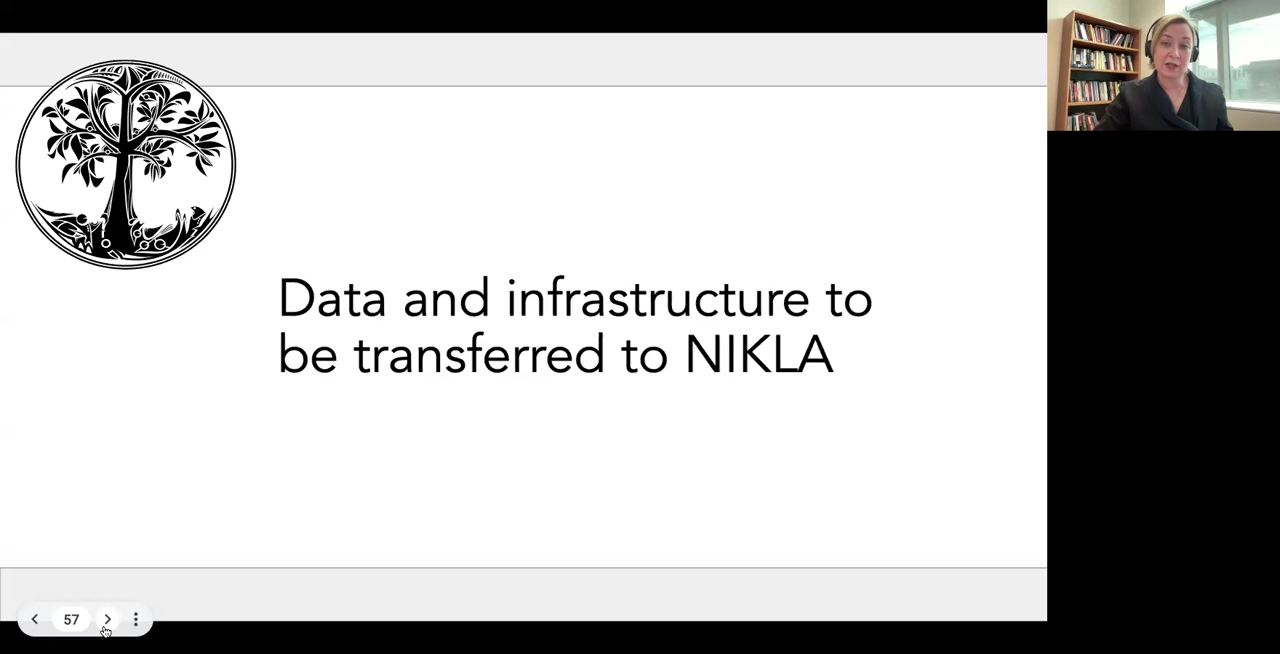 Data and infrastructure to
be transferred to NIKLA
57